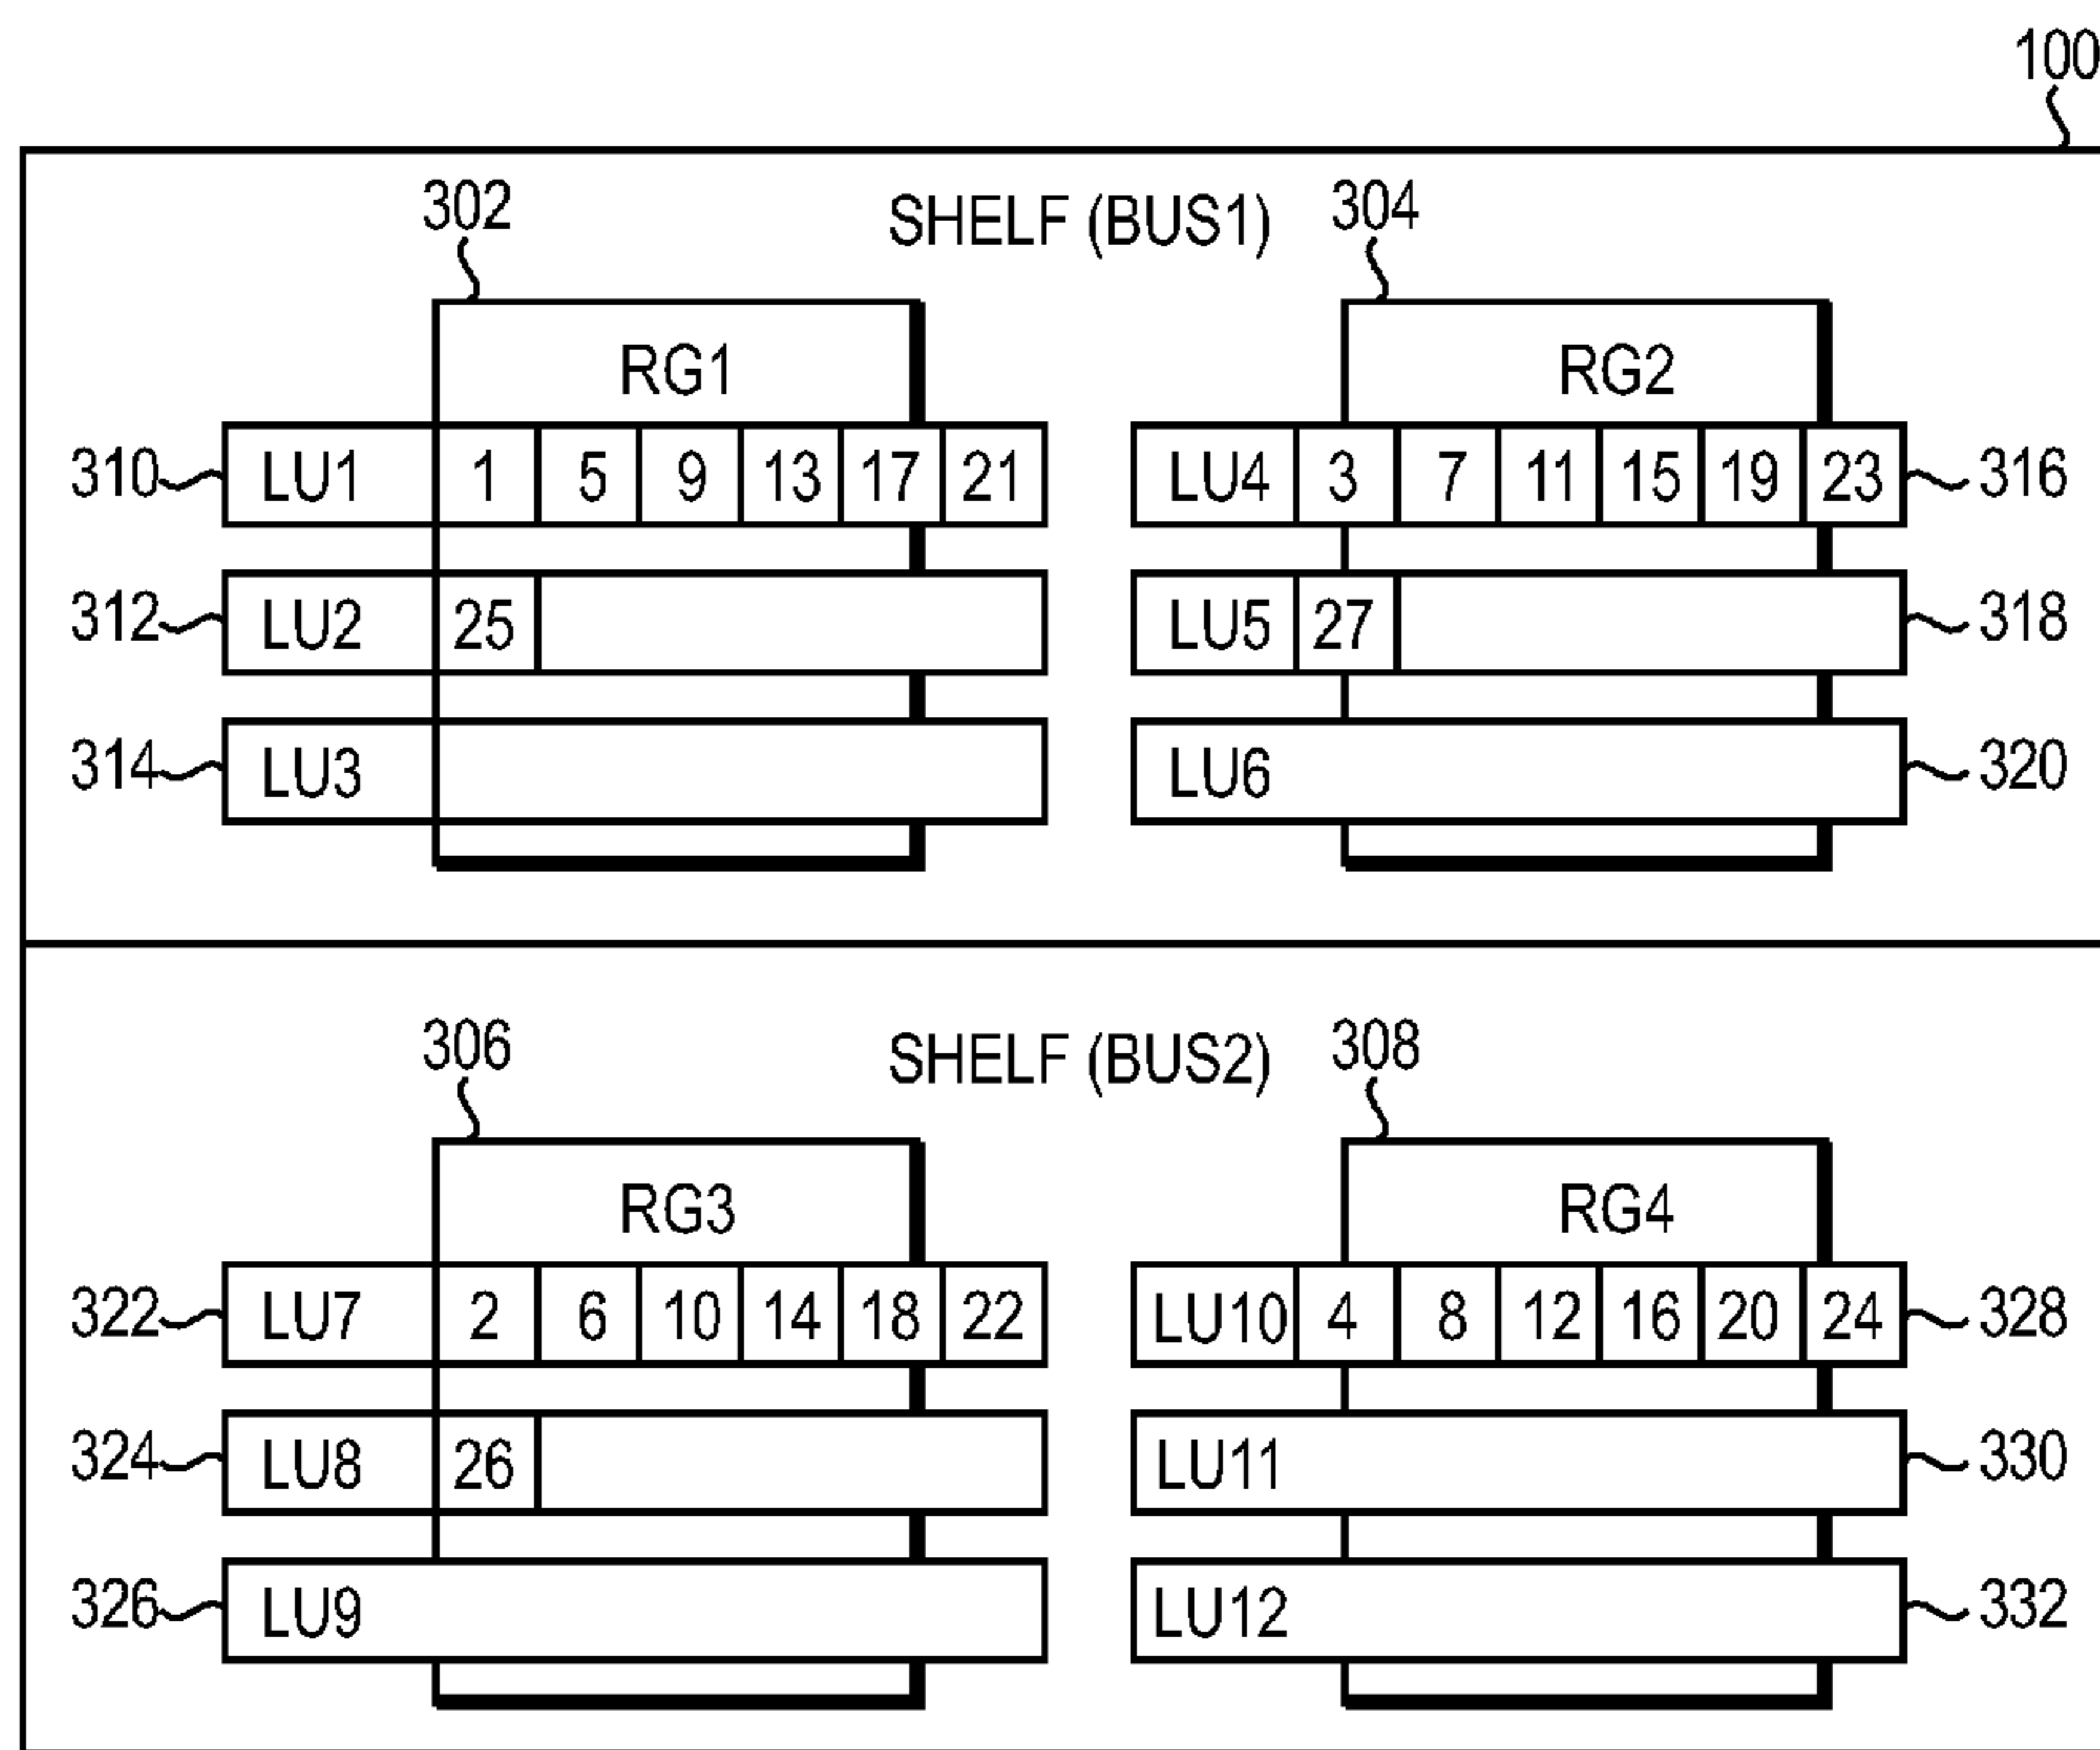 100
302 SHELF (BUS1) 304
RG1 RG2
310 LU1 1 5 9 13 17 21 LU4 3 7 11 15 19 23 316
312 LU2 25 LU5 27 318
314 LU3 LU6 320
306 SHELF (BUS2) 308
RG3 RG4
322 LU7 2 6 10 14 18 22 LU10 4 8 12 16 20 24 328
324 LU8 26 LU11 330
326 LU9 LU12 332